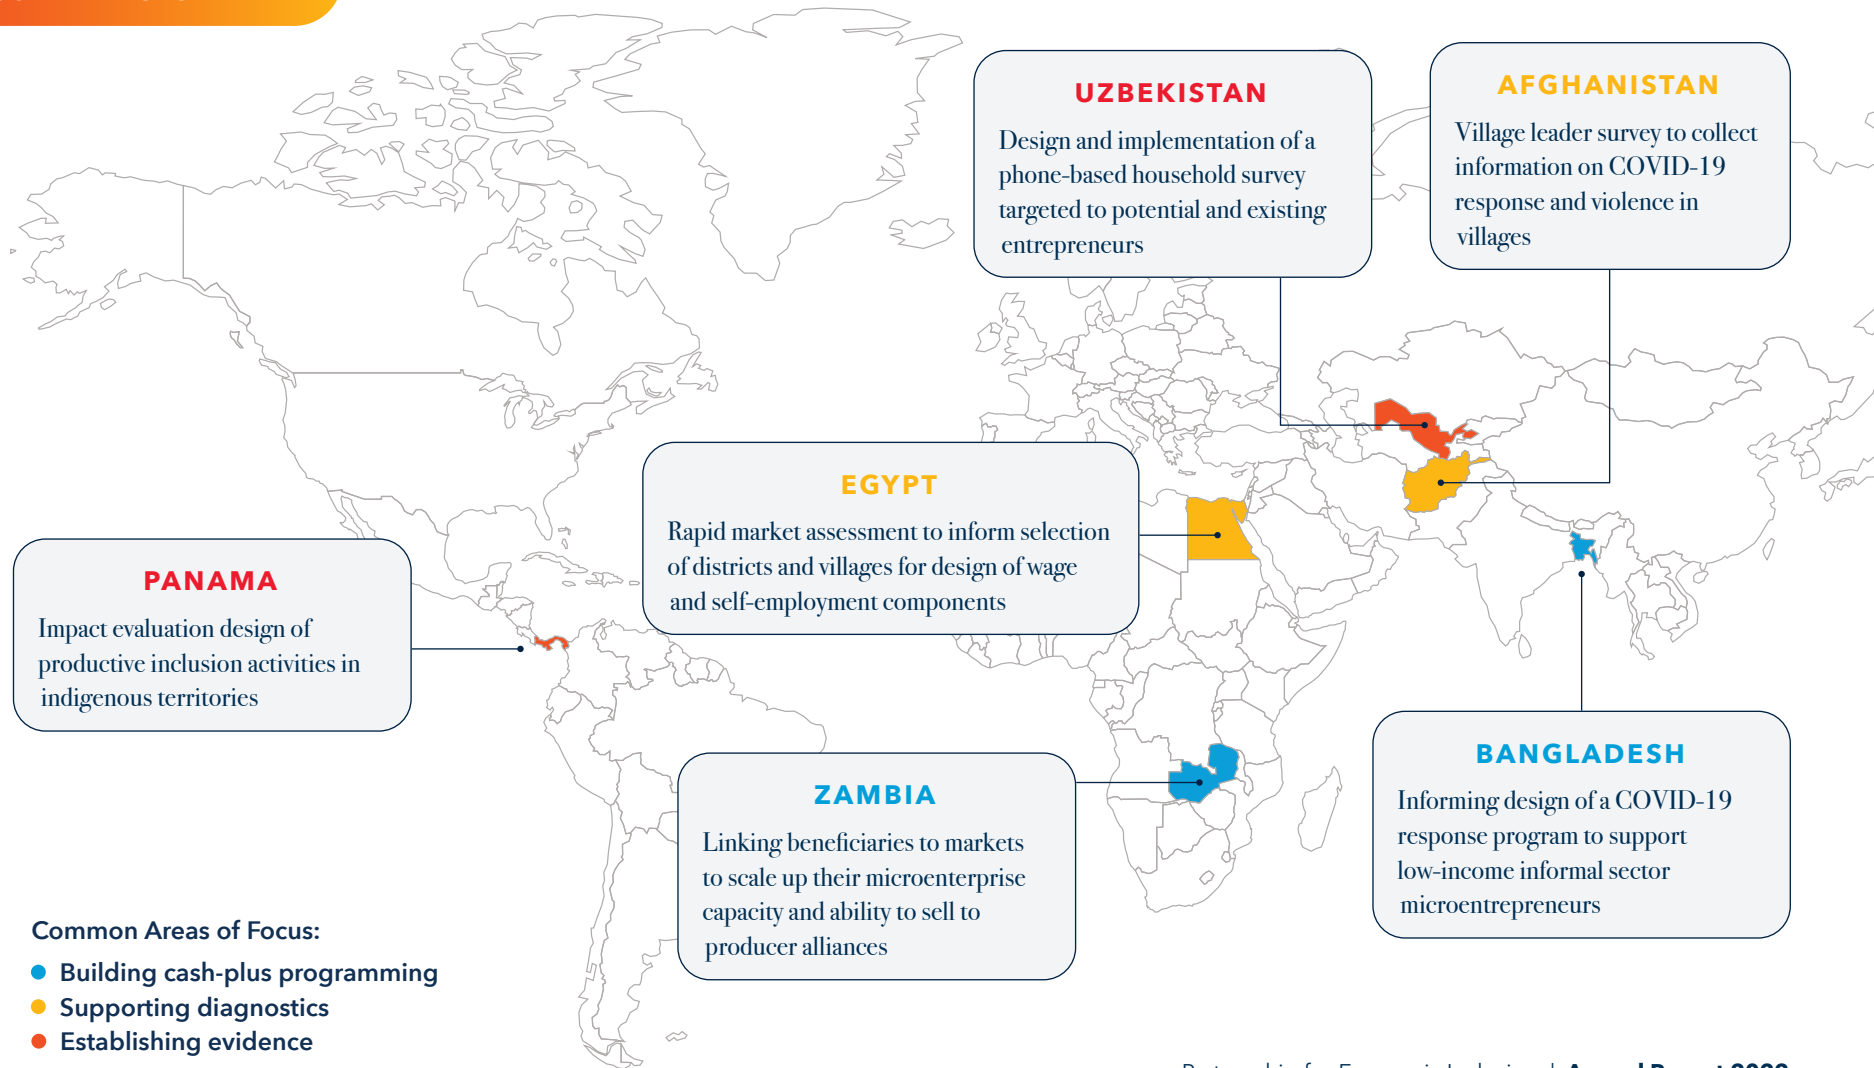 UZBEKISTAN
Design and implementation of a
phone-based household survey
targeted to potential and existing
entrepreneurs
AFGHANISTAN
Village leader survey to collect
information on COVID-19
response and violence in
villages
EGYPT
Rapid market assessment to inform selection
of districts and villages for design of wage
and self-employment components
PANAMA
Impact evaluation design of
productive inclusion activities in
indigenous territories
ZAMBIA
Linking beneficiaries to markets
to scale up their microenterprise
capacity and ability to sell to
producer alliances
BANGLADESH
Informing design of a COVID-19
response program to support
low-income informal sector
microentrepreneurs
Common Areas of Focus:
Building cash-plus programming
Supporting diagnostics
Establishing evidence